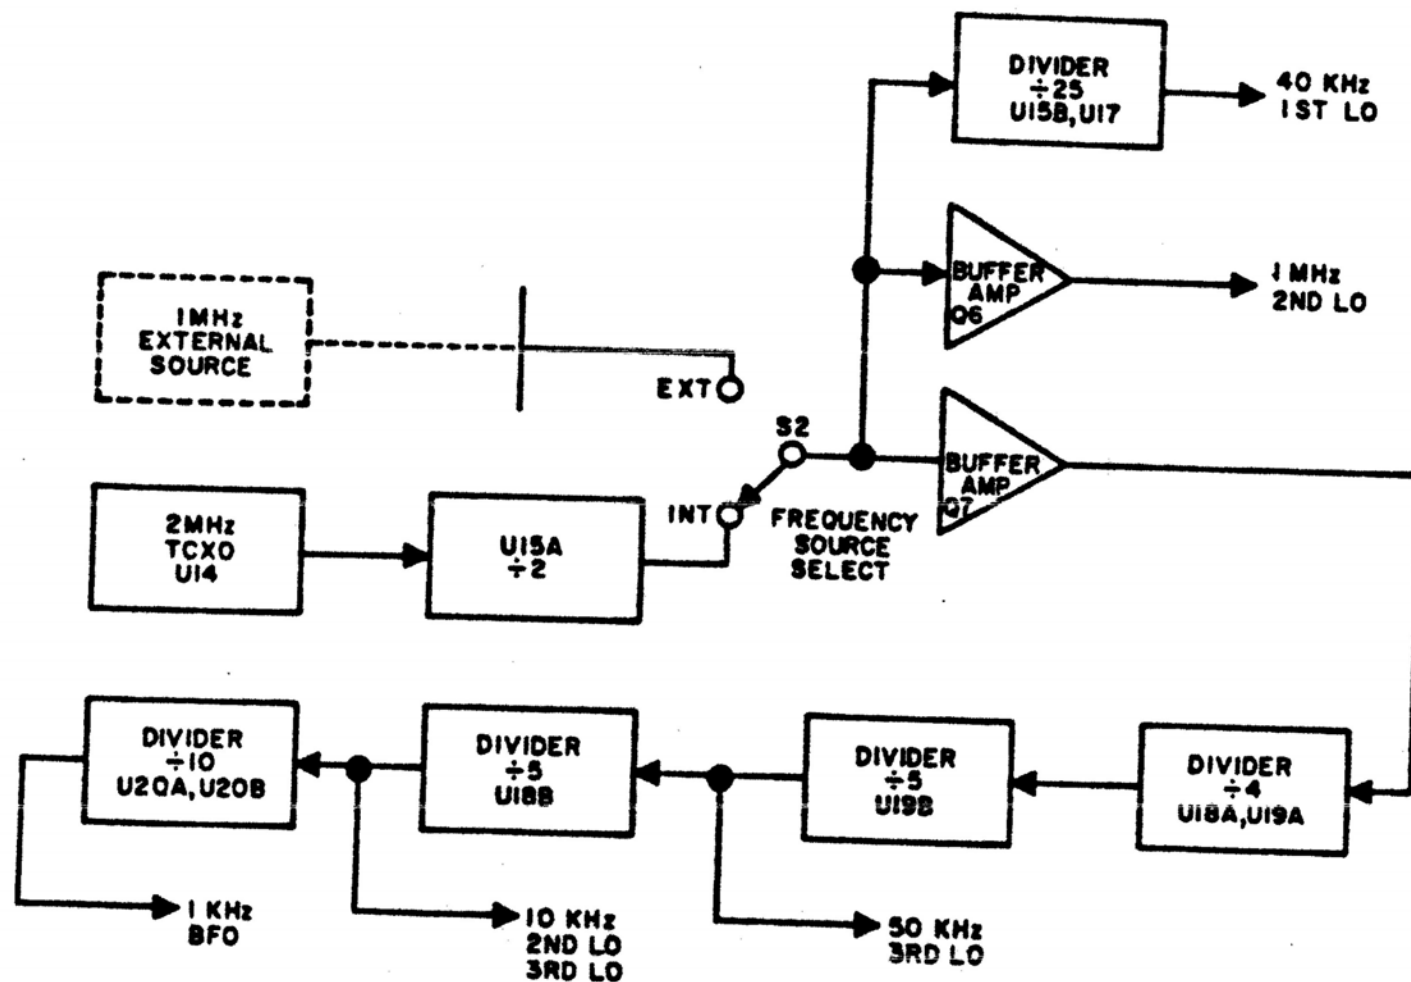 DIVIDER
÷25
U15B, U17
40 KHz
1ST LO
BUFFER
AMP
Q6
1 MHz
2ND LO
1MHz
EXTERNAL
SOURCE
EXT
S2
INT
FREQUENCY
SOURCE
SELECT
BUFFER
AMP
Q7
2MHz
TCXO
U14
U15A
÷2
DIVIDER
÷10
U20A, U20B
DIVIDER
÷5
U18B
DIVIDER
÷5
U19B
DIVIDER
÷4
U18A, U19A
1 KHz
BFO
10 KHz
2ND LO
3RD LO
50 KHz
3RD LO